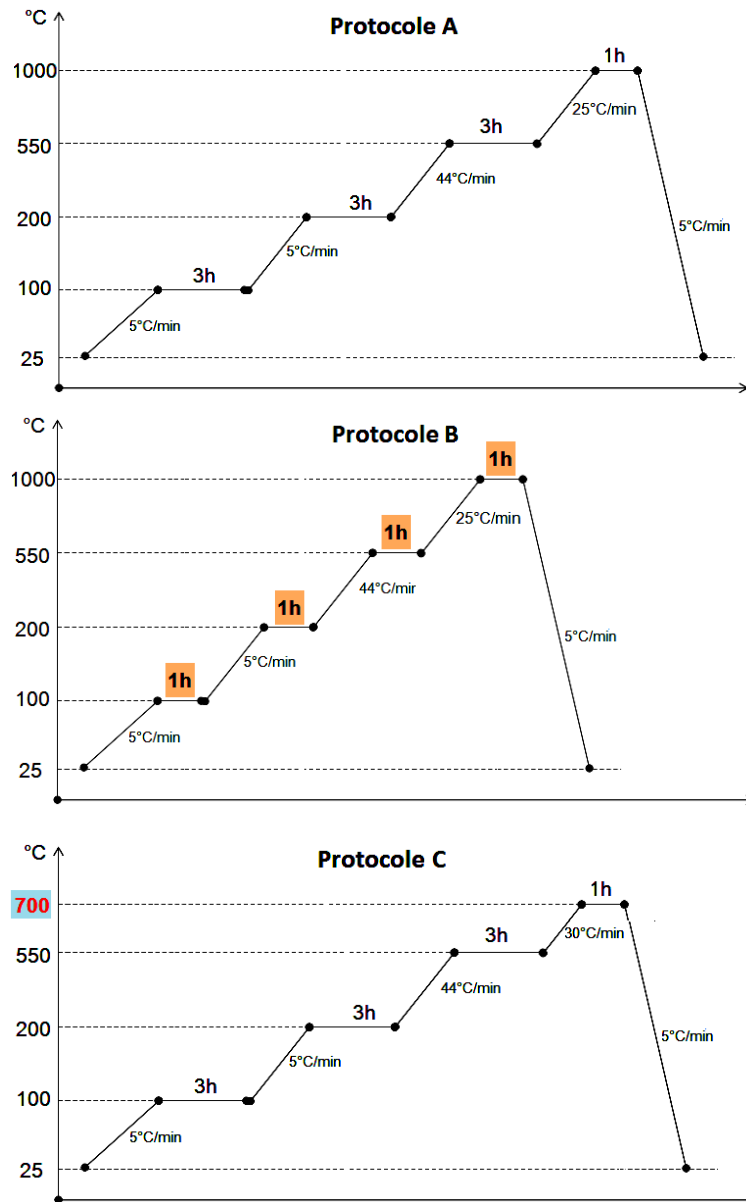 °C
Protocole A
1h
1000
25°C/min
3h
550
44°C/min
3h
200
5°C/min
5°C/min
3h
100
5°C/min
25
°C
Protocole B
1h
1000
25°C/min
1h
550
44°C/mir
1h
200
5°C/min
5°C/min
1h
100
5°C/min
25
°C
Protocole C
1h
700
30°C/min
3h
550
44°C/min
3h
200
5°C/min
5°C/min
3h
100
5°C/min
25